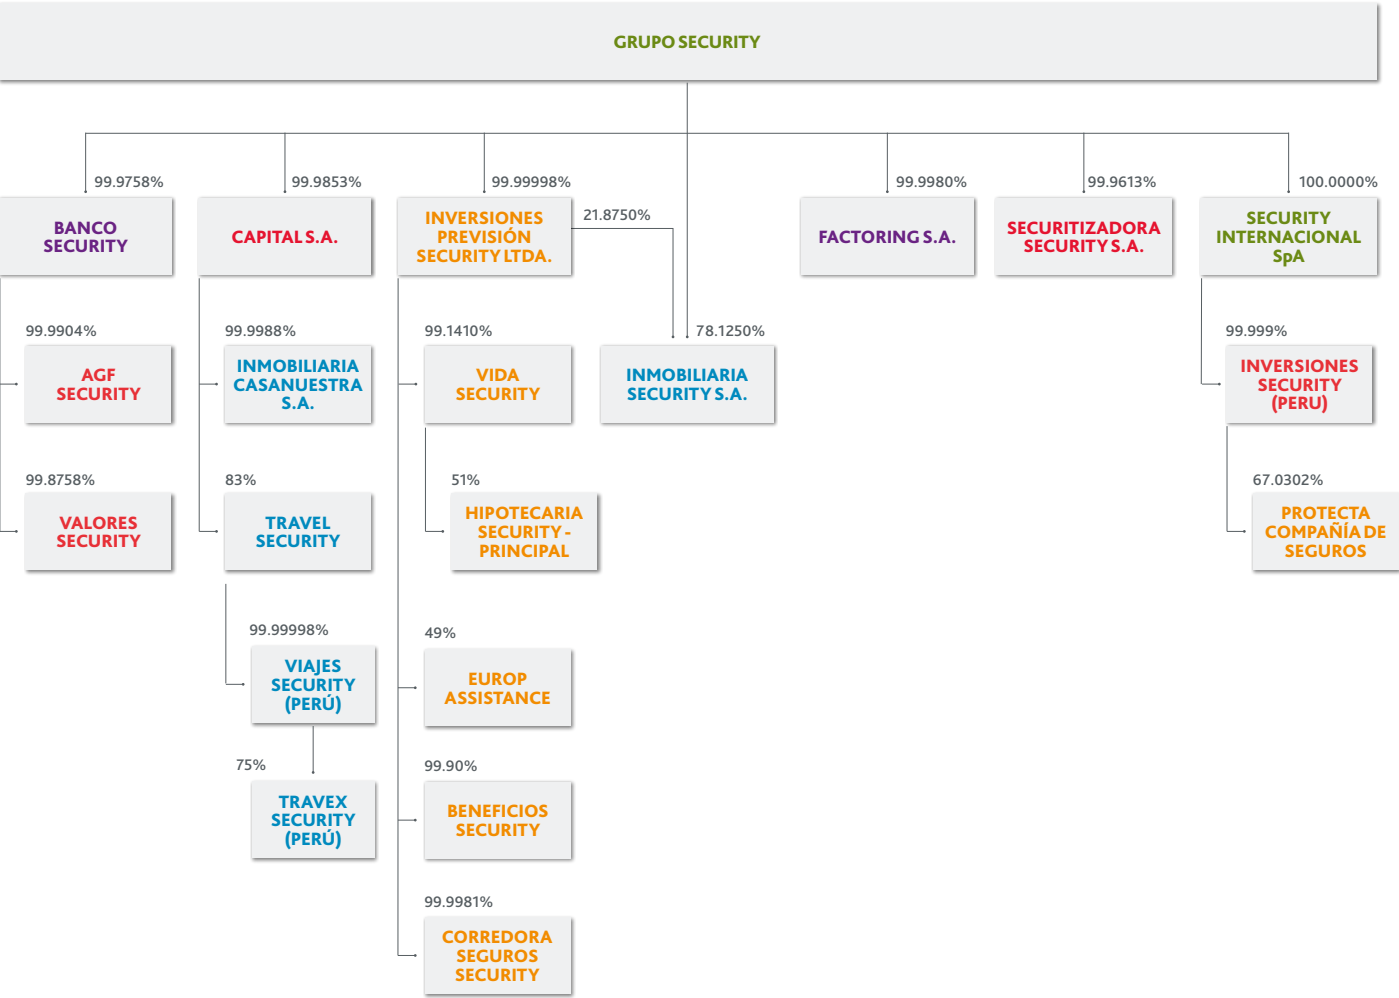 GRUPO SECURITY
99.9758%
99.9853%
99.99998%
99.9980%
99.9613%
100.0000%
BANCO
SECURITY
CAPITAL S.A.
INVERSIONES
PREVISIÓN
SECURITY LTDA.
21.8750%
FACTORING S.A.
SECURITIZADORA
SECURITY S.A.
SECURITY
INTERNACIONAL
SpA
99.9904%
99.9988%
99.1410%
78.1250%
99.999%
AGF
SECURITY
INMOBILIARIA
CASANUESTRA
S.A.
VIDA
SECURITY
INMOBILIARIA
SECURITY S.A.
INVERSIONES
SECURITY
(PERU)
99.8758%
83%
51%
67.0302%
VALORES
SECURITY
TRAVEL
SECURITY
HIPOTECARIA
SECURITY -
PRINCIPAL
PROTECTA
COMPAÑÍA DE
SEGUROS
99.99998%
49%
VIAJES
SECURITY
(PERÚ)
EUROP
ASSISTANCE
75%
99.90%
TRAVEX
SECURITY
(PERÚ)
BENEFICIOS
SECURITY
99.9981%
CORREDORA
SEGUROS
SECURITY